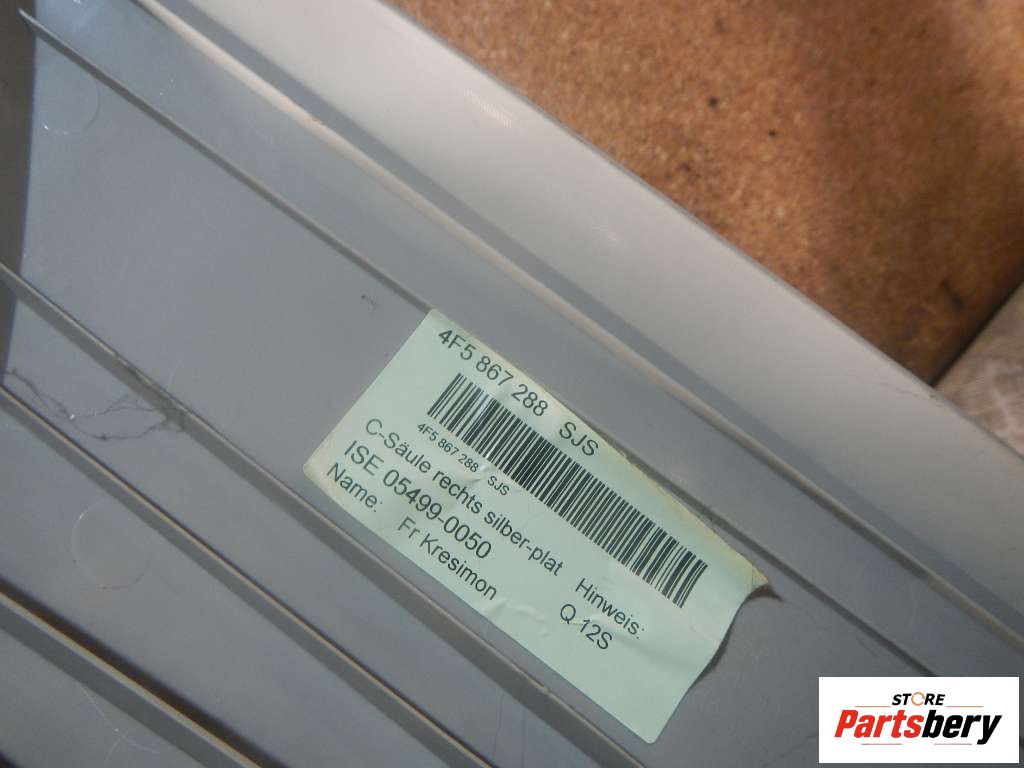 4F5 867 288 SJS
4F5 867 288 SJS
C-Säule rechts silber-plat Hinweis:
ISE 05499-0050 Q 12S
Name: Fr Kresimon
STORE
Partsbery